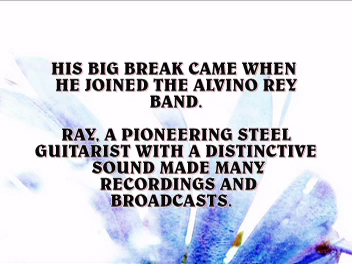 HIS BIG BREAK CAME WHEN
HE JOINED THE ALVINO REY
BAND.
RAY, A PIONEERING STEEL
GUITARIST WITH A DISTINCTIVE
SOUND MADE MANY
RECORDINGS AND
BROADCASTS.